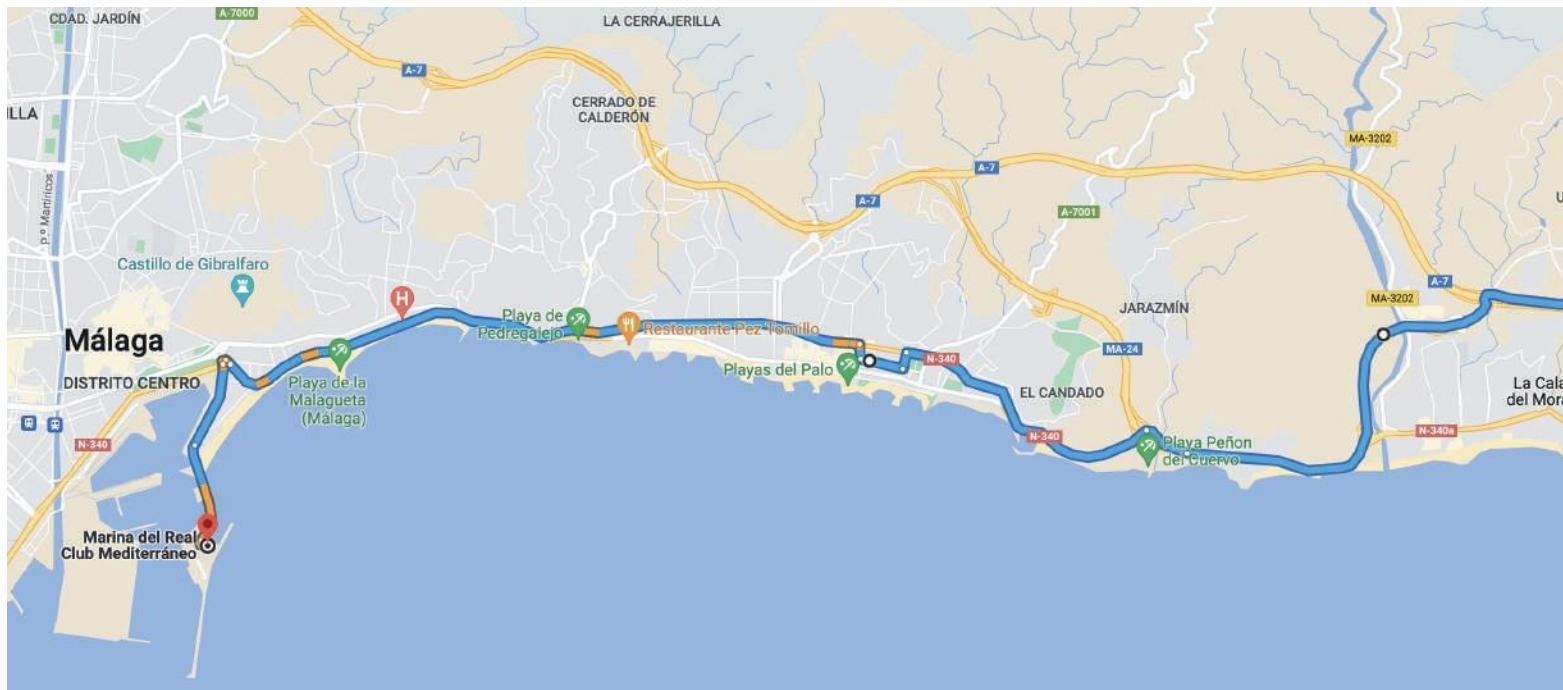 CDAD. JARDÍN
A-7000
LA CERRAJERILLA
A-7
ILLA
CERRADO DE
CALDERÓN
MA-3202
P.º Martiricos
A-7
A-7
A-7001
Castillo de Gibralfaro
H
JARAZMÍN
MA-3202
A-7
Playa de
Pedregalejo
Restaurante Pez Tomillo
Málaga
DISTRITO CENTRO
Playa de la
Malagueta
(Málaga)
Playas del Palo
N-340
MA-24
EL CANDADO
La Cala
del Mora
N-340
N-340
N-340a
Playa Peñon
del Cuervo
Marina del Real
Club Mediterráneo